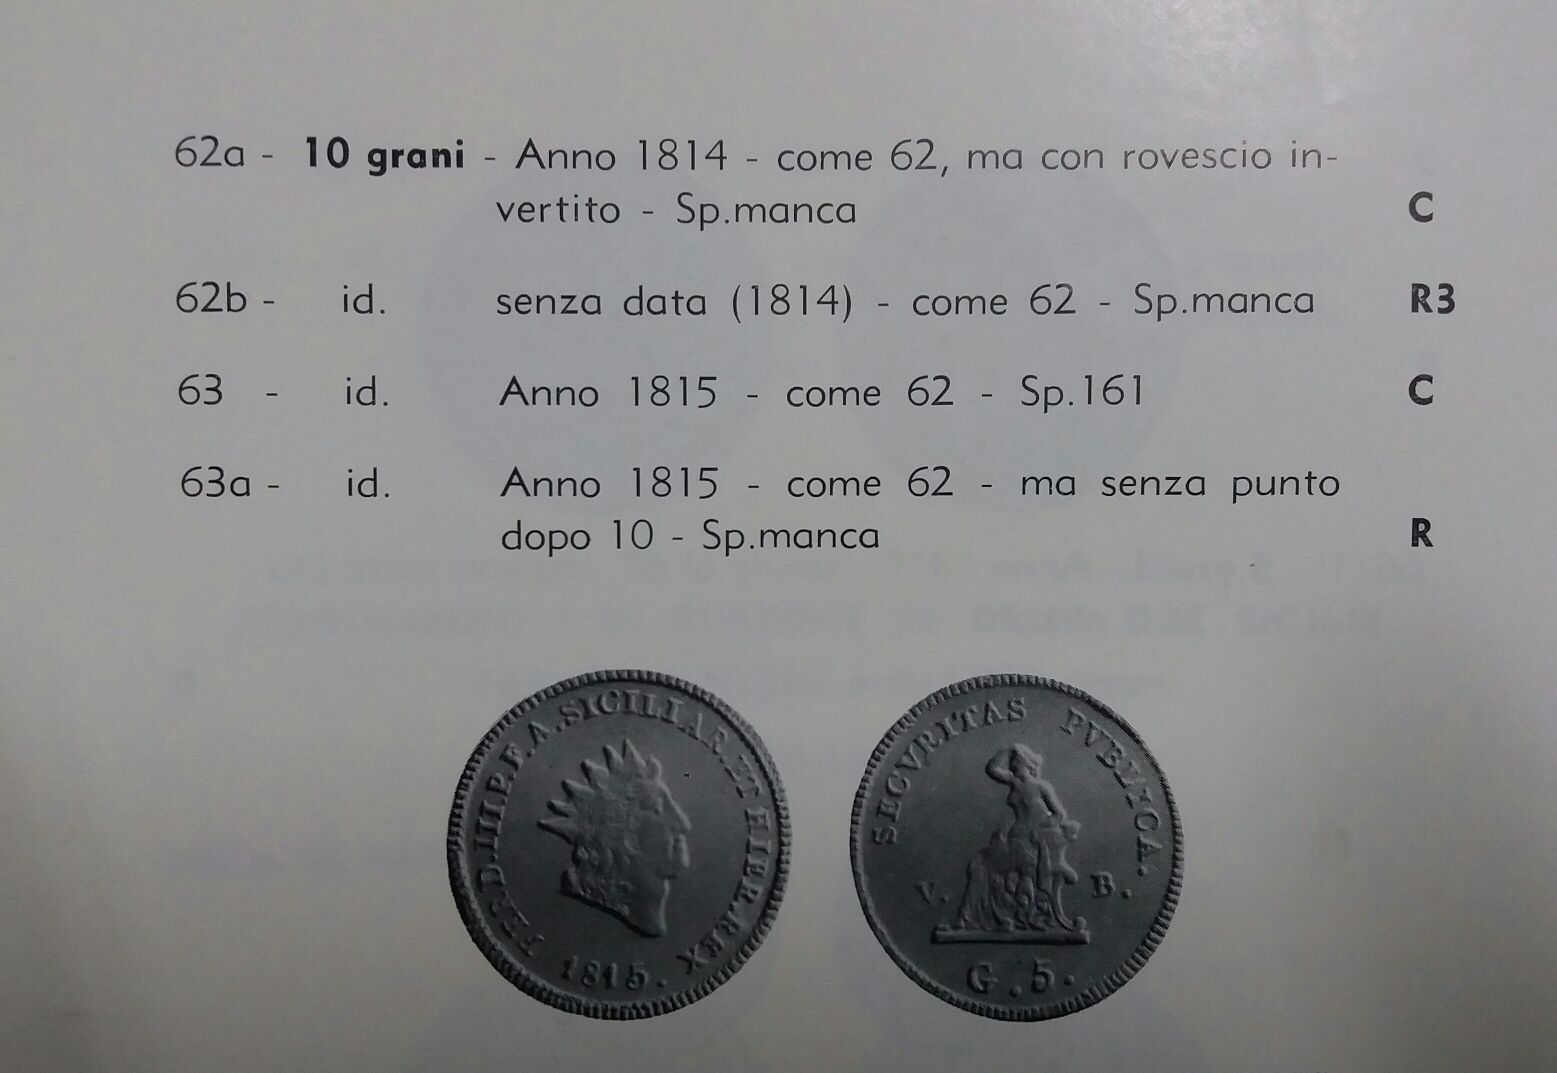 62a - 10 grani - Anno 1814 - come 62, ma con rovescio in-
vertito - Sp.manca C
62b - id. senza data (1814) - come 62 - Sp.manca R3
63 - id. Anno 1815 - come 62 - Sp.161 C
63a - id. Anno 1815 - come 62 - ma senza punto
dopo 10 - Sp.manca R
FERD.III.P.F.A.SICILIAR.ET HIER.REX
1815.
SECVRITAS PVBLICA.
V. B.
G.5.